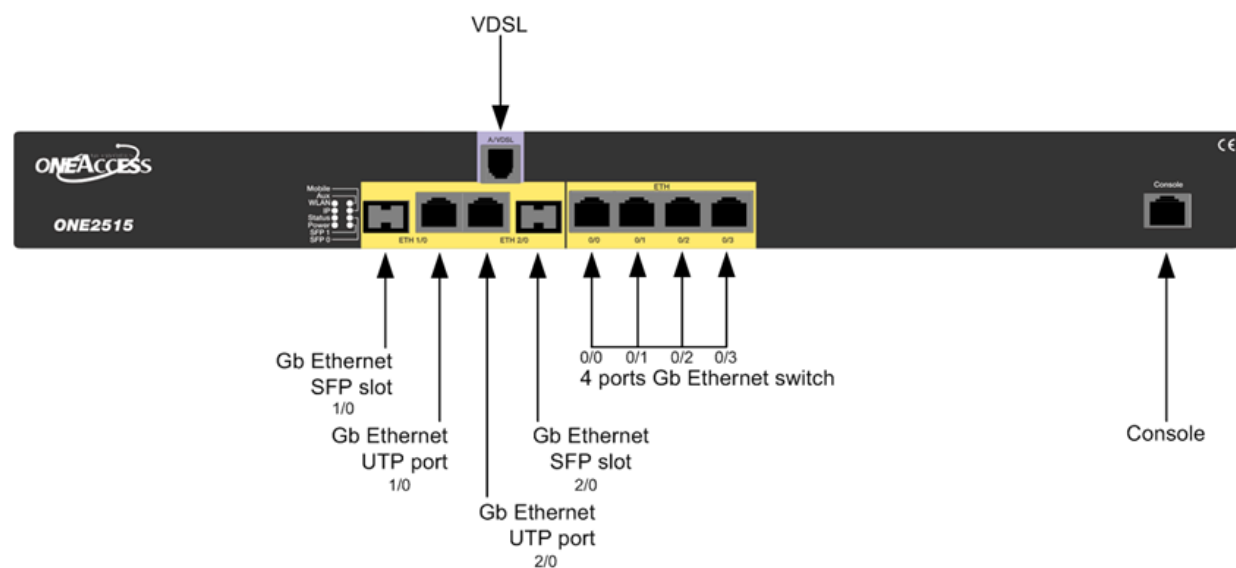 VDSL
A/VDSL
CE
ONEACCESS
Console
Mobile
Aux
WLAN
IP
Status
Power
SFP 1
SFP 0
ETH
ONE2515
ETH 1/0
ETH 2/0
0/0
0/1
0/2
0/3
0/0 0/1 0/2 0/3
4 ports Gb Ethernet switch
Gb Ethernet
SFP slot
1/0
Gb Ethernet
UTP port
1/0
Gb Ethernet
SFP slot
2/0
Gb Ethernet
UTP port
2/0
Console